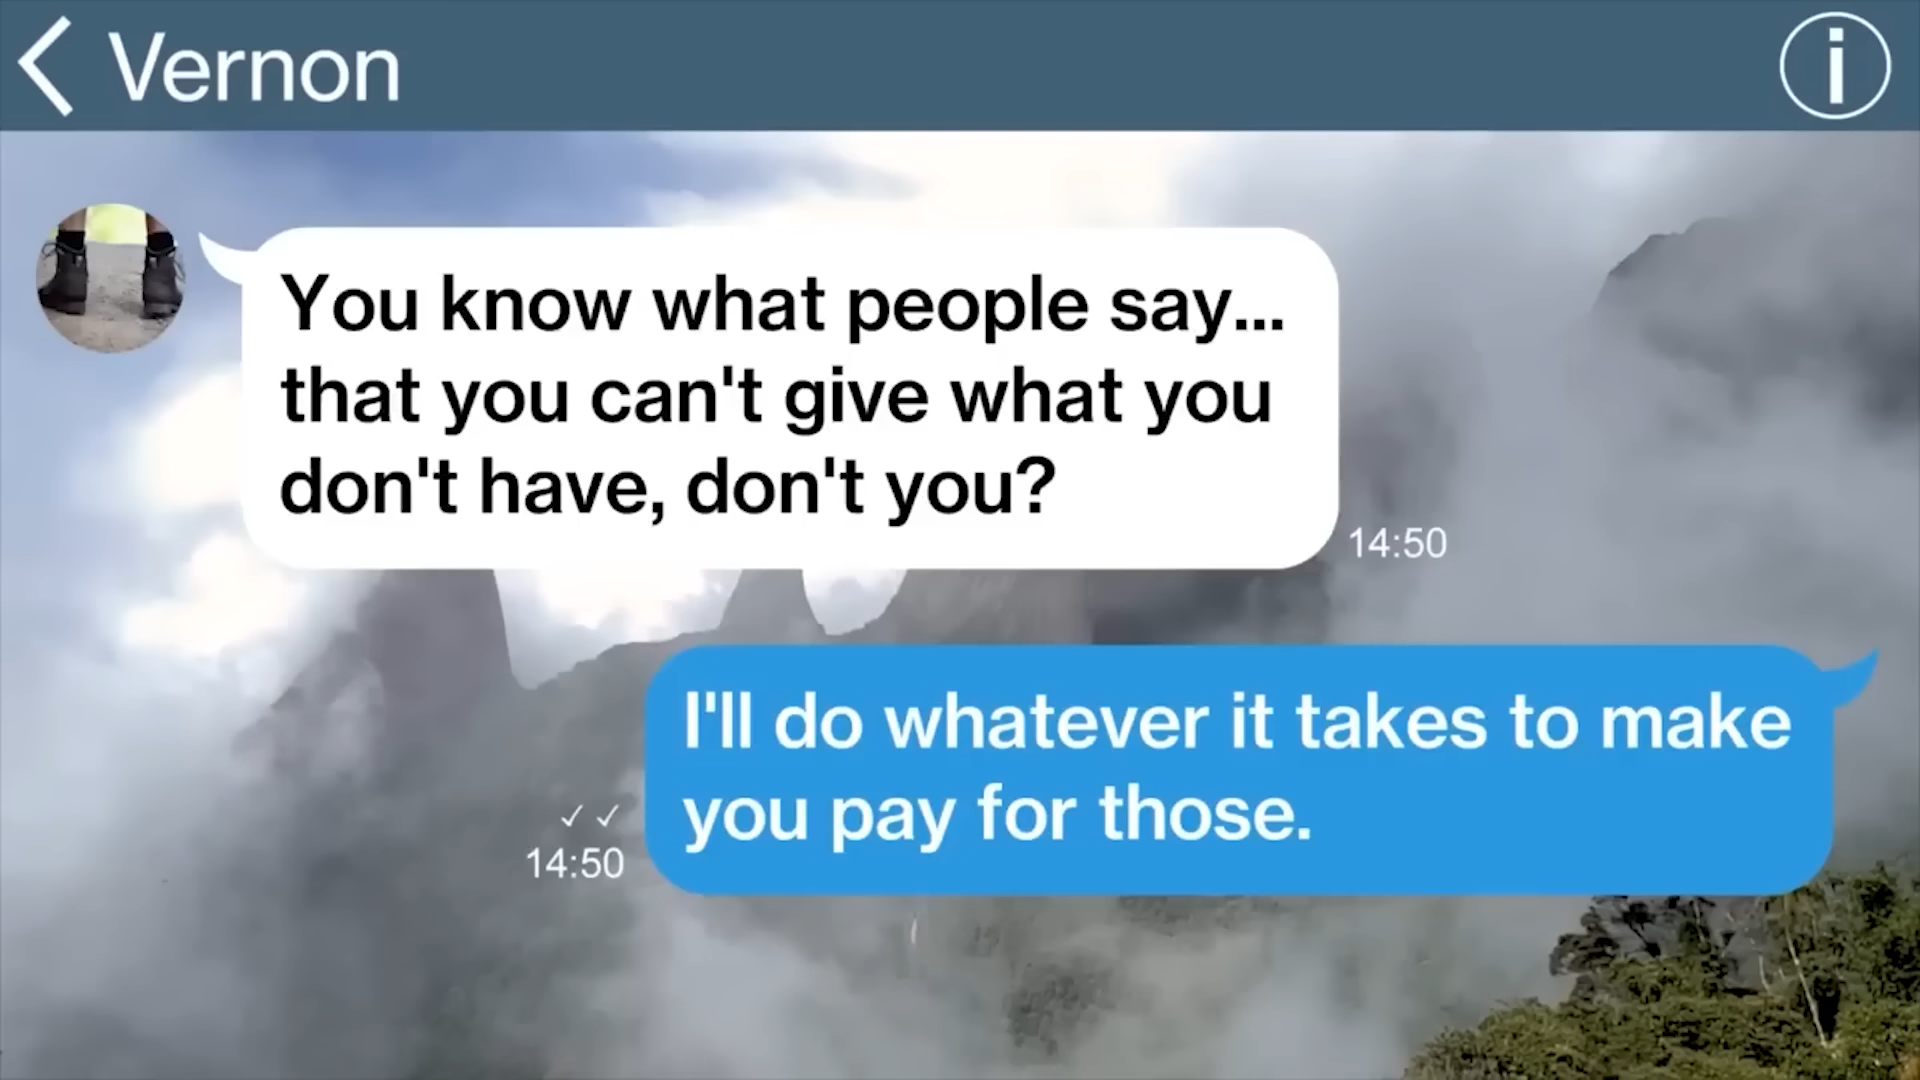 Vernon
You know what people say...
that you can't give what you
don't have, don't you?
14:50
I'll do whatever it takes to make
you pay for those.
14:50